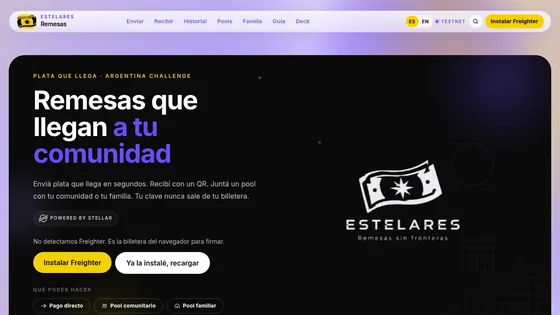 ESTELARES
Remesas
Enviar Recibir Historial Pools Familia Guía Deck
ES EN TESTNET
Instalar Freighter
PLATA QUE LLEGA · ARGENTINA CHALLENGE
Remesas que
llegan a tu
comunidad
Enviá plata que llega en segundos. Recibí con un QR. Juntá un pool
con tu comunidad o tu familia. Tu clave nunca sale de tu billetera.
POWERED BY STELLAR
No detectamos Freighter. Es la billetera del navegador para firmar.
Instalar Freighter
Ya la instalé, recargar
QUÉ PODÉS HACER
Pago directo
Pool comunitario
Pool familiar
ESTELARES
Remesas sin fronteras